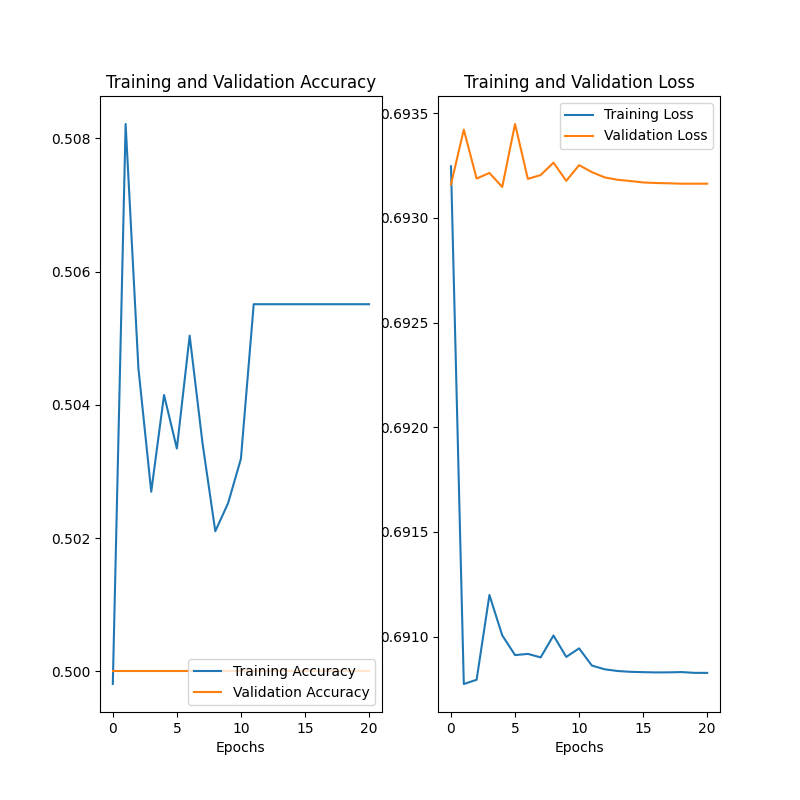 Training and Validation Accuracy
0.508
0.506
0.504
0.502
0.500
Training Accuracy
Validation Accuracy
0 5 10 15 20
Epochs
Training and Validation Loss
0.6935
0.6930
0.6925
0.6920
0.6915
0.6910
Training Loss
Validation Loss
0 5 10 15 20
Epochs